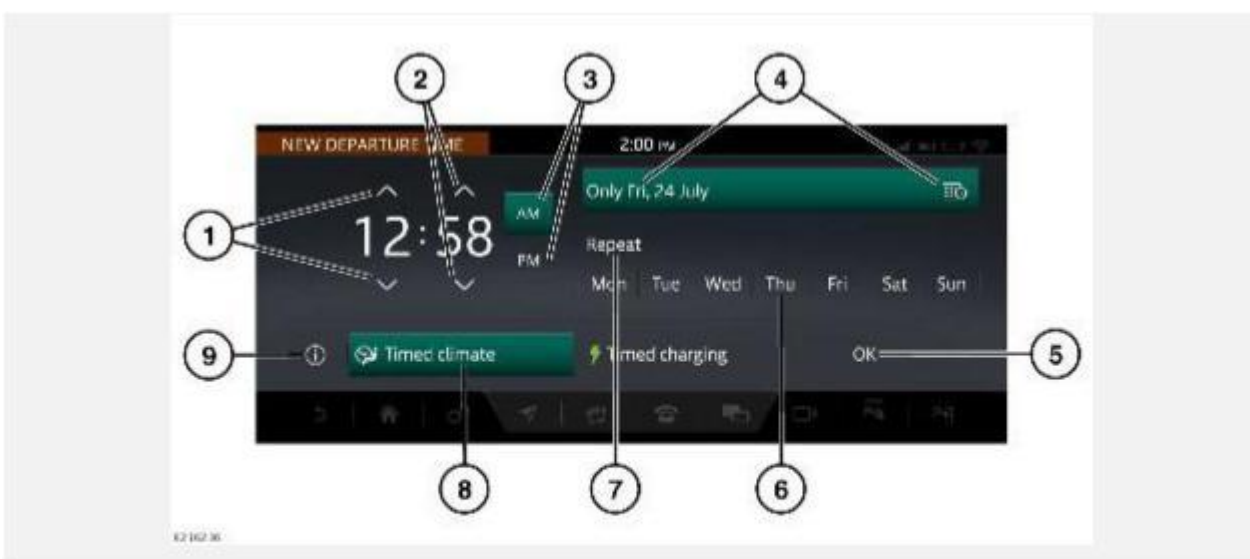 2 3 4
NEW DEPARTURE TIME 2:00 PM
Only Fri, 24 July
AM
1 12:58
Repeat
PM
Mon Tue Wed Thu Fri Sat Sun
9 Timed climate Timed charging OK 5
8 7 6